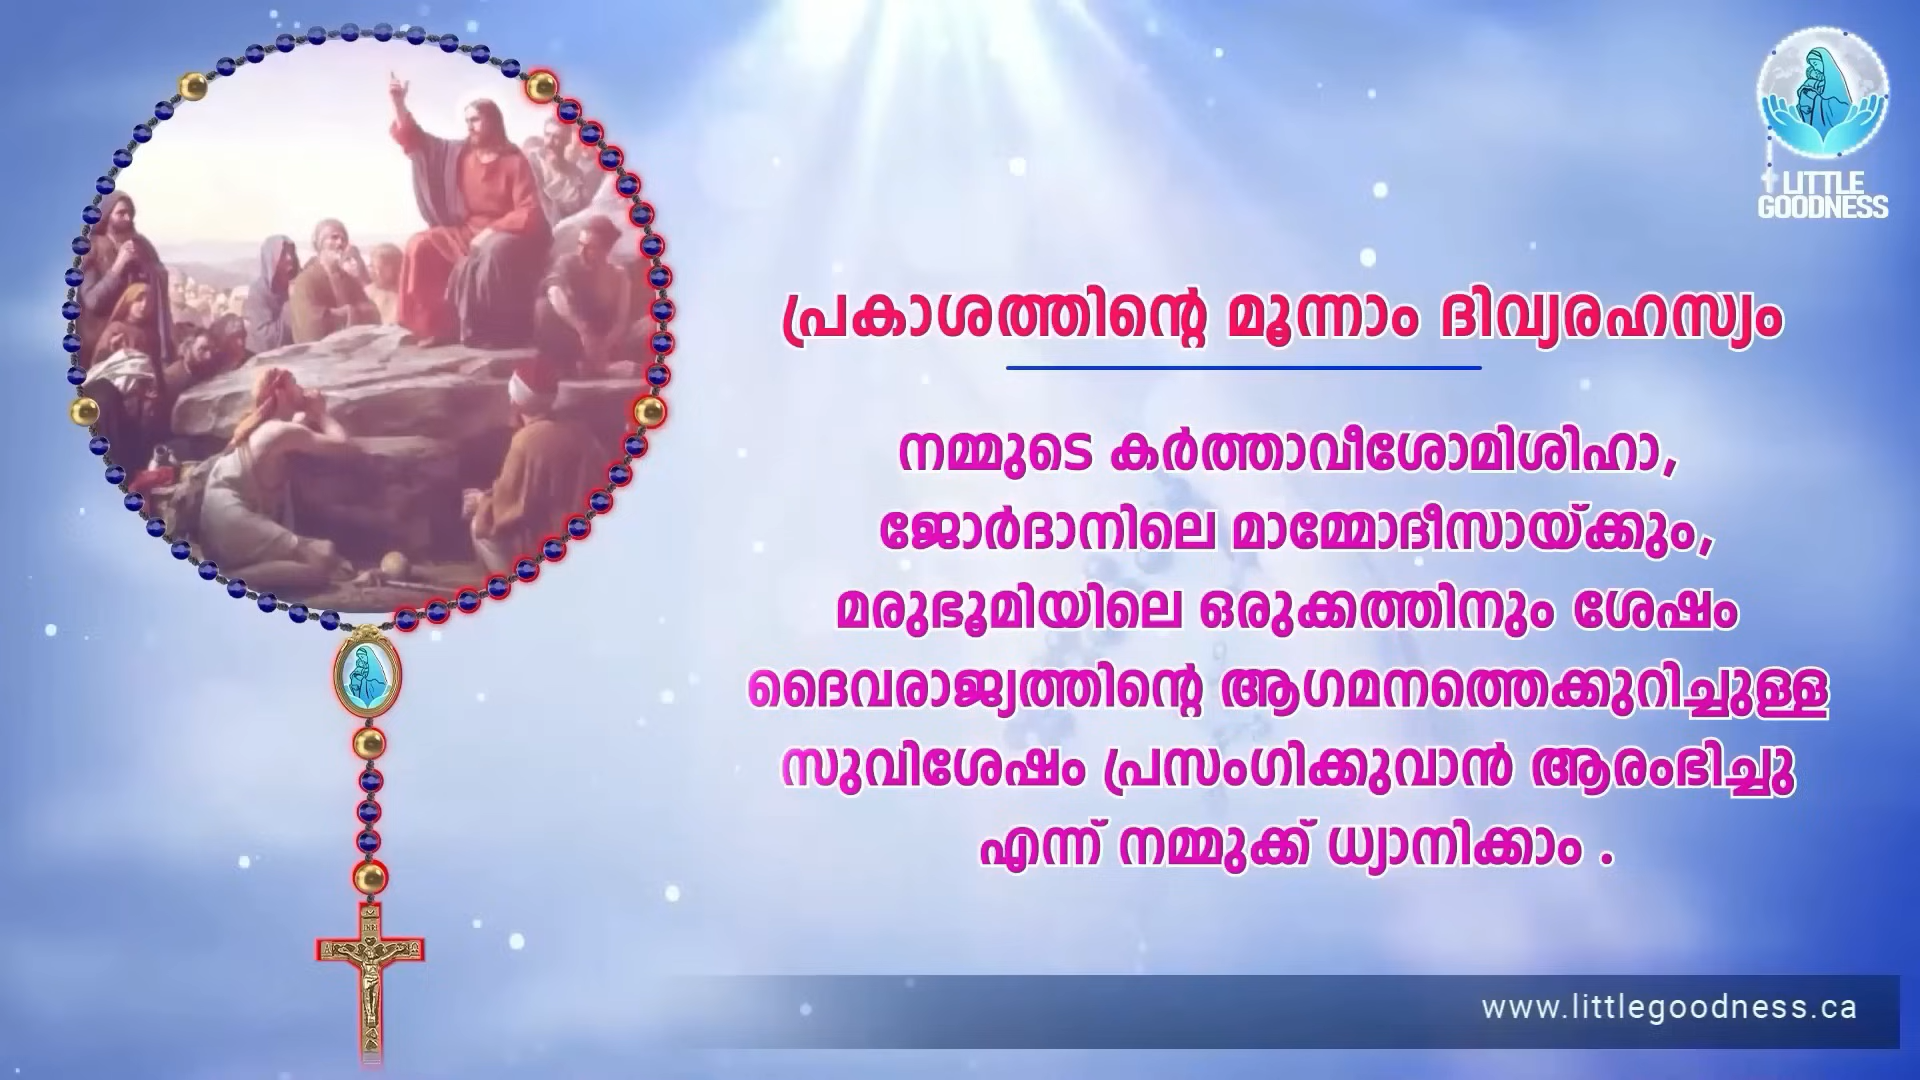 LITTLE
GOODNESS
പ്രകാശത്തിന്റെ മൂന്നാം ദിവ്യരഹസ്യം
നമ്മുടെ കർത്താവീശോമിശിഹാ,
ജോർദാനിലെ മാമ്മോദീസായ്ക്കും,
മരുഭൂമിയിലെ ഒരുക്കത്തിനും ശേഷം
ദൈവരാജ്യത്തിന്റെ ആഗമനത്തെക്കുറിച്ചുള്ള
സുവിശേഷം പ്രസംഗിക്കുവാൻ ആരംഭിച്ചു
എന്ന് നമ്മുക്ക് ധ്യാനിക്കാം .
INRI
www.littlegoodness.ca